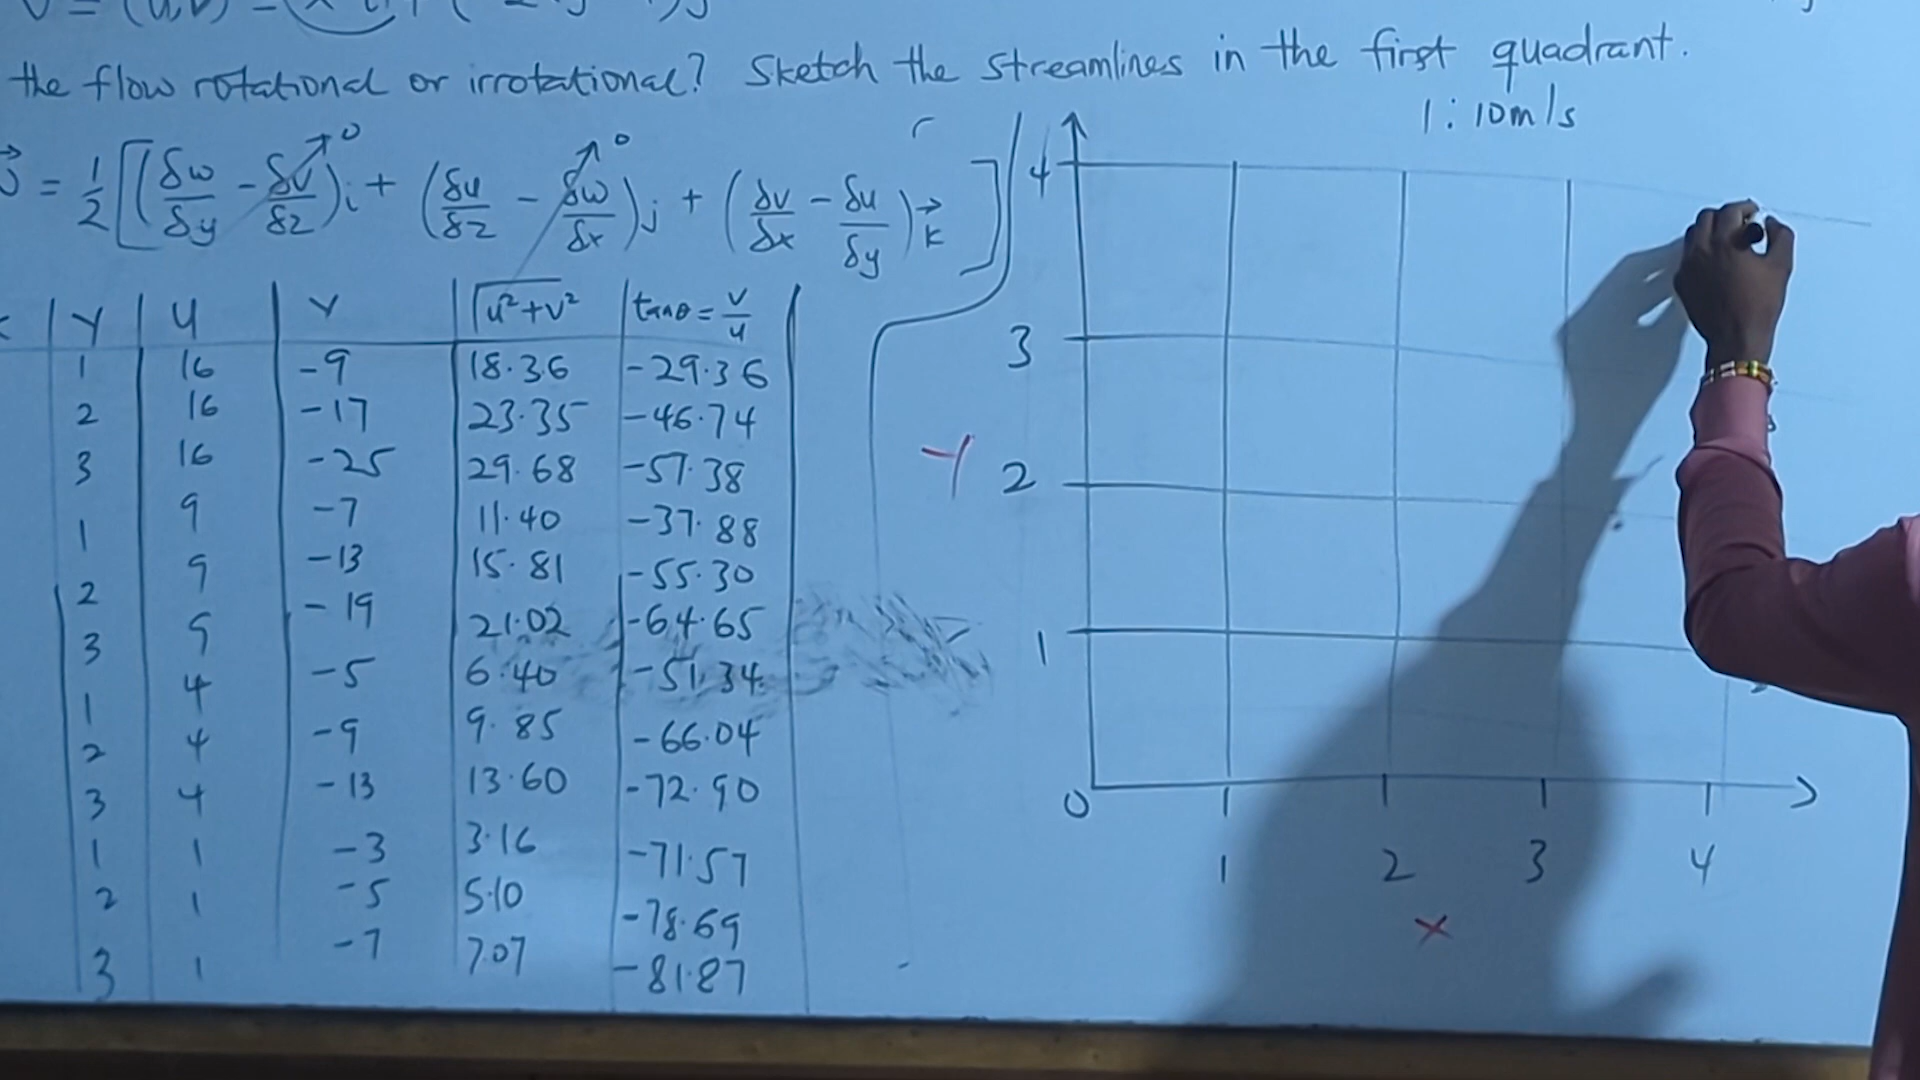 V = (u,v) =
the flow rotational or irrotational? Sketch the streamlines in the first quadrant.
1 : 10m/s
= 1/2 [(δw/δy - δv/δz)i + (δu/δz - δw/δx)j + (δv/δx - δu/δy)k]
0 0
Y | U | V | √u²+v² | tanθ = v/u
1 | 16 | -9 | 18.36 | -29.36
2 | 16 | -17 | 23.35 | -46.74
3 | 16 | -25 | 29.68 | -57.38
1 | 9 | -7 | 11.40 | -37.88
2 | 9 | -13 | 15.81 | -55.30
3 | 9 | -19 | 21.02 | -64.65
1 | 4 | -5 | 6.40 | -51.34
2 | 4 | -9 | 9.85 | -66.04
3 | 4 | -13 | 13.60 | -72.90
1 | 1 | -3 | 3.16 | -71.57
2 | 1 | -5 | 5.10 | -78.69
3 | 1 | -7 | 7.07 | -81.87
4
3
Y 2
1
0
1 2 3 4
X